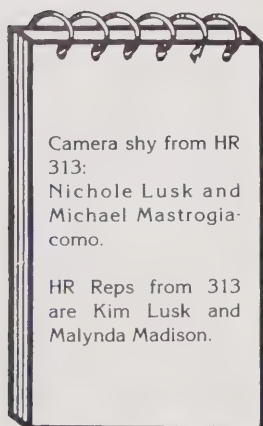 Camera shy from HR
313:
Nichole Lusk and
Michael Mastrogia-
como.
HR Reps from 313
are Kim Lusk and
Malynda Madison.